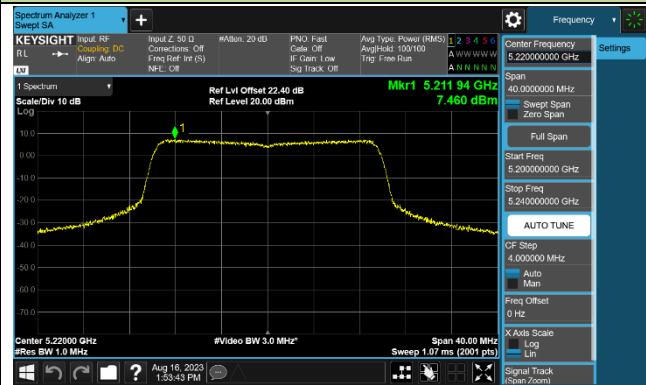 Spectrum Analyzer 1
Swept SA
+
Frequency
KEYSIGHT
RL
LXI
Input: RF
Coupling: DC
Align: Auto
Input Z: 50 Ω
Corrections: Off
Freq Ref: Int (S)
NFE: Off
#Atten: 20 dB
PNO: Fast
Gate: Off
IF Gain: Low
Sig Track: Off
Avg Type: Power (RMS)
Avg|Hold: 100/100
Trig: Free Run
1 2 3 4 5 6
A W W W W W
A N N N N N
1 Spectrum
Scale/Div 10 dB
Log
Ref Lvl Offset 22.40 dB
Ref Level 20.00 dBm
Mkr1 5.211 94 GHz
7.460 dBm
1
10.0
0.00
-10.0
-20.0
-30.0
-40.0
-50.0
-60.0
-70.0
Center 5.22000 GHz
#Res BW 1.0 MHz
#Video BW 3.0 MHz*
Span 40.00 MHz
Sweep 1.07 ms (2001 pts)
Aug 16, 2023
1:53:43 PM
Center Frequency
5.220000000 GHz
Settings
Span
40.0000000 MHz
Swept Span
Zero Span
Full Span
Start Freq
5.200000000 GHz
Stop Freq
5.240000000 GHz
AUTO TUNE
CF Step
4.000000 MHz
Auto
Man
Freq Offset
0 Hz
X Axis Scale
Log
Lin
Signal Track
(Span Zoom)